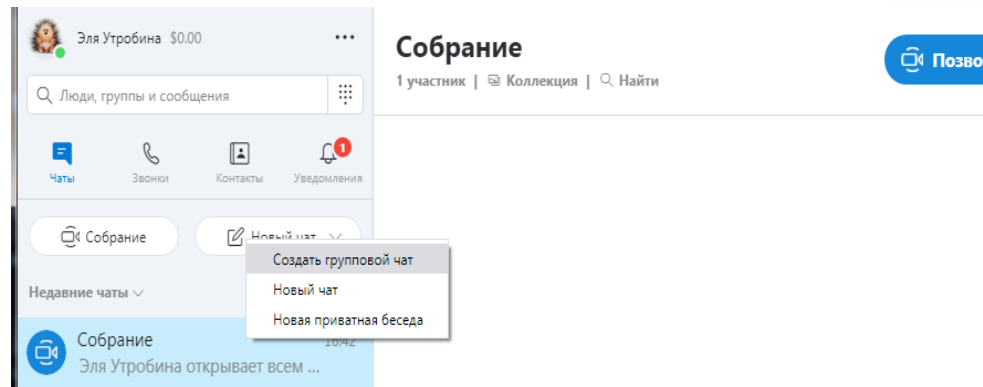 Эля Утробина $0.00
Люди, группы и сообщения
Чаты Звонки Контакты Уведомления
1
Собрание Новый чат
Создать групповой чат
Новый чат
Новая приватная беседа
Недавние чаты
Собрание 16:42
Эля Утробина открывает всем ...
Собрание
1 участник | Коллекция | Найти
Позво